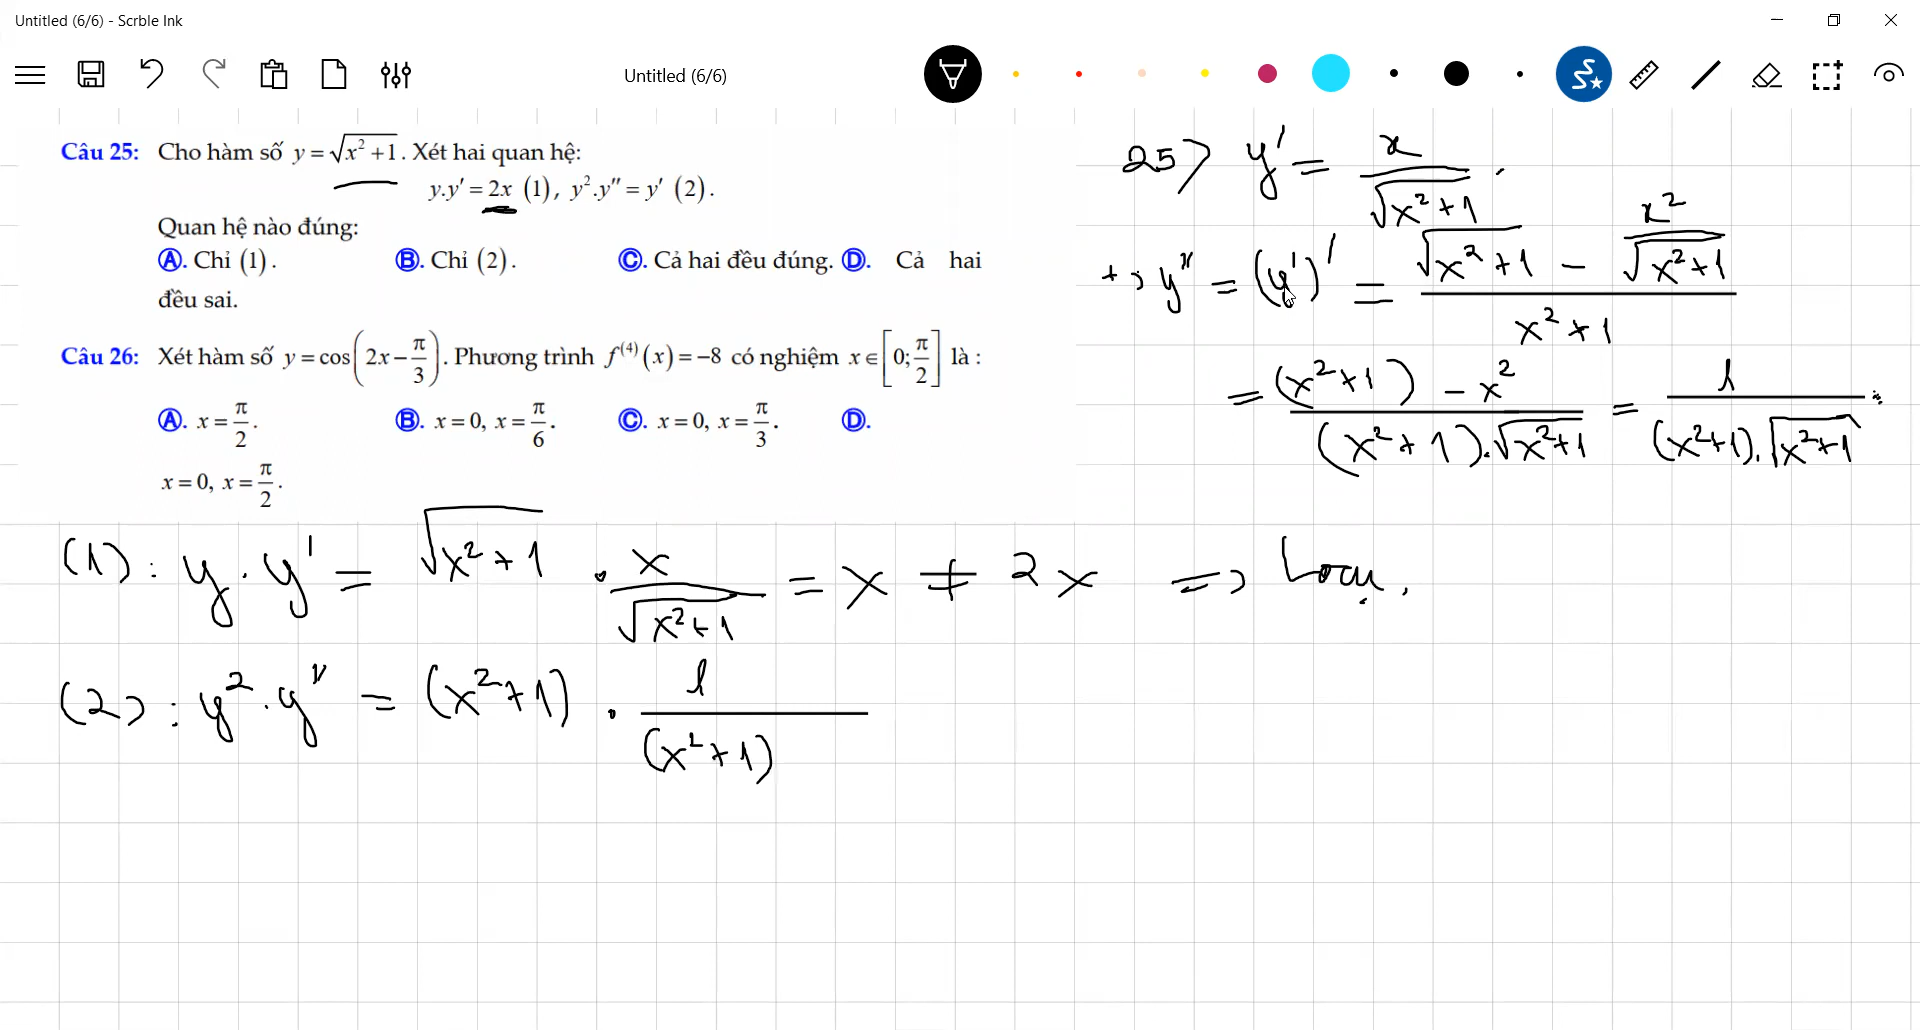 Untitled (6/6) - Scrble Ink
Untitled (6/6)
Câu 25: Cho hàm số y = √(x² + 1). Xét hai quan hệ:
y.y′ = 2x (1), y².y″ = y′ (2).
Quan hệ nào đúng:
A. Chỉ (1). B. Chỉ (2). C. Cả hai đều đúng. D. Cả hai
đều sai.
Câu 26: Xét hàm số y = cos(2x − π/3). Phương trình f⁽⁴⁾(x) = −8 có nghiệm x ∈ [0; π/2] là :
A. x = π/2. B. x = 0, x = π/6. C. x = 0, x = π/3. D.
x = 0, x = π/2.
25) y′ = x/√(x² + 1) .
+) y″ = (y′)′ = (√(x² + 1) − x²/√(x² + 1))/(x² + 1)
= ((x² + 1) − x²)/((x² + 1).√(x² + 1)) = 1/((x² + 1).√(x² + 1)) .
(1) : y . y′ = √(x² + 1) . x/√(x² + 1) = x ≠ 2x => Loại.
(2) : y² . y″ = (x² + 1) . 1/(x² + 1)